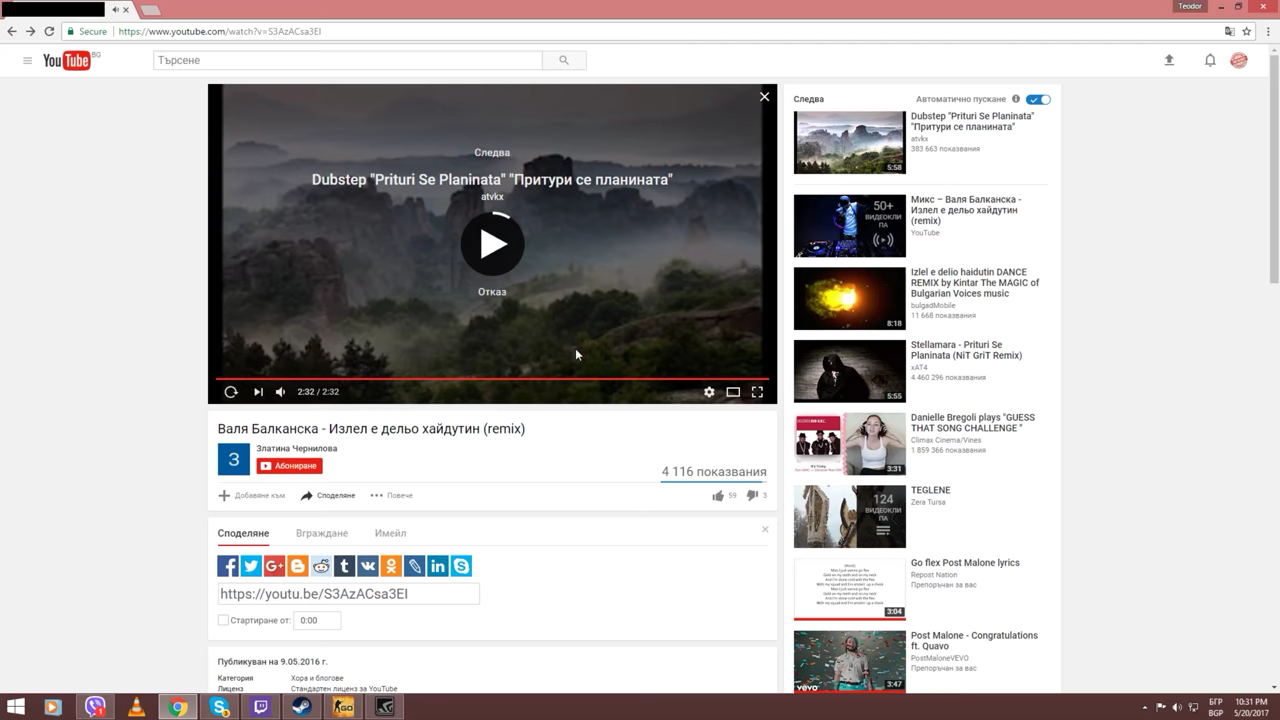 Teodor
Secure
https://www.youtube.com/watch?v=S3AzACsa3EI
YouTube BG
Търсене
Следва
Dubstep "Prituri Se Planinata" "Притури се планината"
atvkx
Отказ
2:32 / 2:32
Валя Балканска - Излел е дельо хайдутин (remix)
З
Златина Чернилова
Абониране
4 116 показвания
Добавяне към
Споделяне
Повече
59
3
Споделяне
Вграждане
Имейл
https://youtu.be/S3AzACsa3EI
Стартиране от:
0:00
Публикуван на 9.05.2016 г.
Категория
Хора и блогове
Лиценз
Стандартен лиценз за YouTube
Следва
Автоматично пускане
Dubstep "Prituri Se Planinata"
"Притури се планината"
atvkx
383 663 показвания
5:58
Микс – Валя Балканска -
Излел е дельо хайдутин
(remix)
YouTube
50+
ВИДЕОКЛИ
ПА
Izlel e delio haidutin DANCE
REMIX by Kintar The MAGIC of
Bulgarian Voices music
bulgadMobile
11 668 показвания
8:18
Stellamara - Prituri Se
Planinata (NiT GriT Remix)
xAT4
4 460 296 показвания
5:55
Danielle Bregoli plays "GUESS
THAT SONG CHALLENGE "
Climax Cinema/Vines
1 859 366 показвания
3:31
TEGLENE
Zera Tursa
124
ВИДЕОКЛИ
ПА
Go flex Post Malone lyrics
Repost Nation
Препоръчан за вас
3:04
Post Malone - Congratulations
ft. Quavo
PostMaloneVEVO
Препоръчан за вас
vevo
3:47
БГР
BGP
10:31 PM
5/20/2017